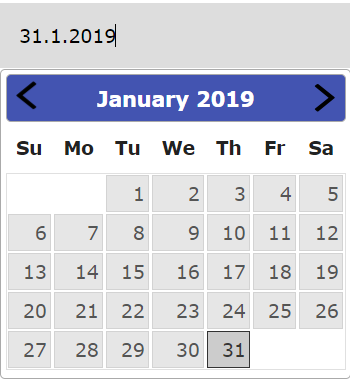 31.1.2019
January 2019
Su Mo Tu We Th Fr Sa
1 2 3 4 5
6 7 8 9 10 11 12
13 14 15 16 17 18 19
20 21 22 23 24 25 26
27 28 29 30 31